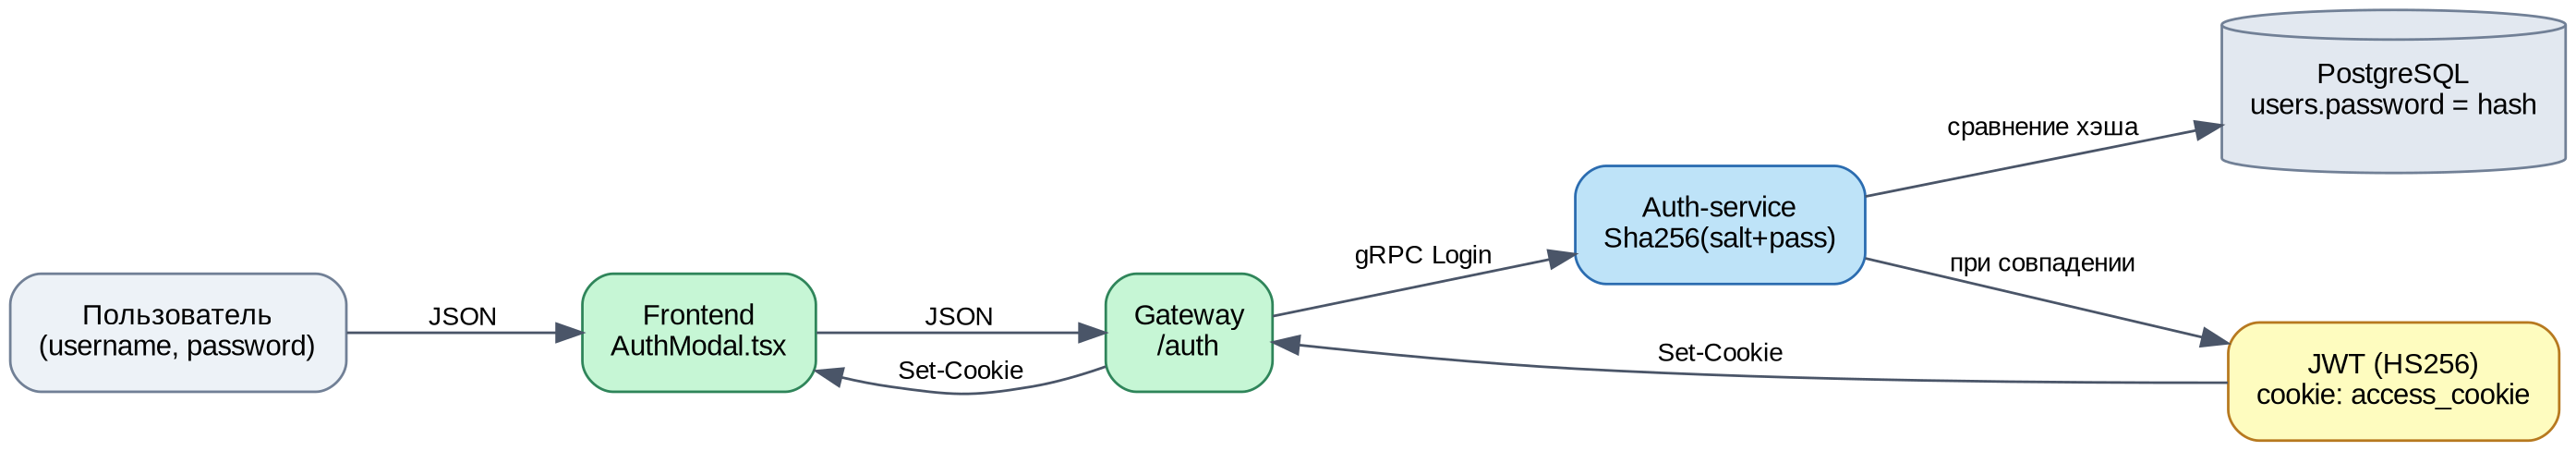 Пользователь
(username, password)
JSON
Frontend
AuthModal.tsx
JSON
Set-Cookie
Gateway
/auth
gRPC Login
Auth-service
Sha256(salt+pass)
сравнение хэша
PostgreSQL
users.password = hash
при совпадении
JWT (HS256)
cookie: access_cookie
Set-Cookie